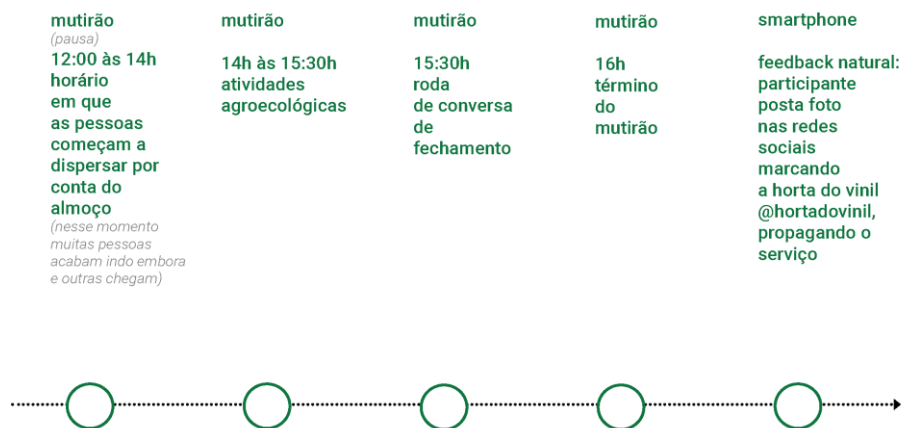 mutirão
(pausa)
12:00 às 14h
horário
em que
as pessoas
começam a
dispersar por
conta do
almoço
(nesse momento
muitas pessoas
acabam indo embora
e outras chegam)
mutirão
14h às 15:30h
atividades
agroecológicas
mutirão
15:30h
roda
de conversa
de
fechamento
mutirão
16h
término
do
mutirão
smartphone
feedback natural:
participante
posta foto
nas redes
sociais
marcando
a horta do vinil
@hortadovinil,
propagando o
serviço